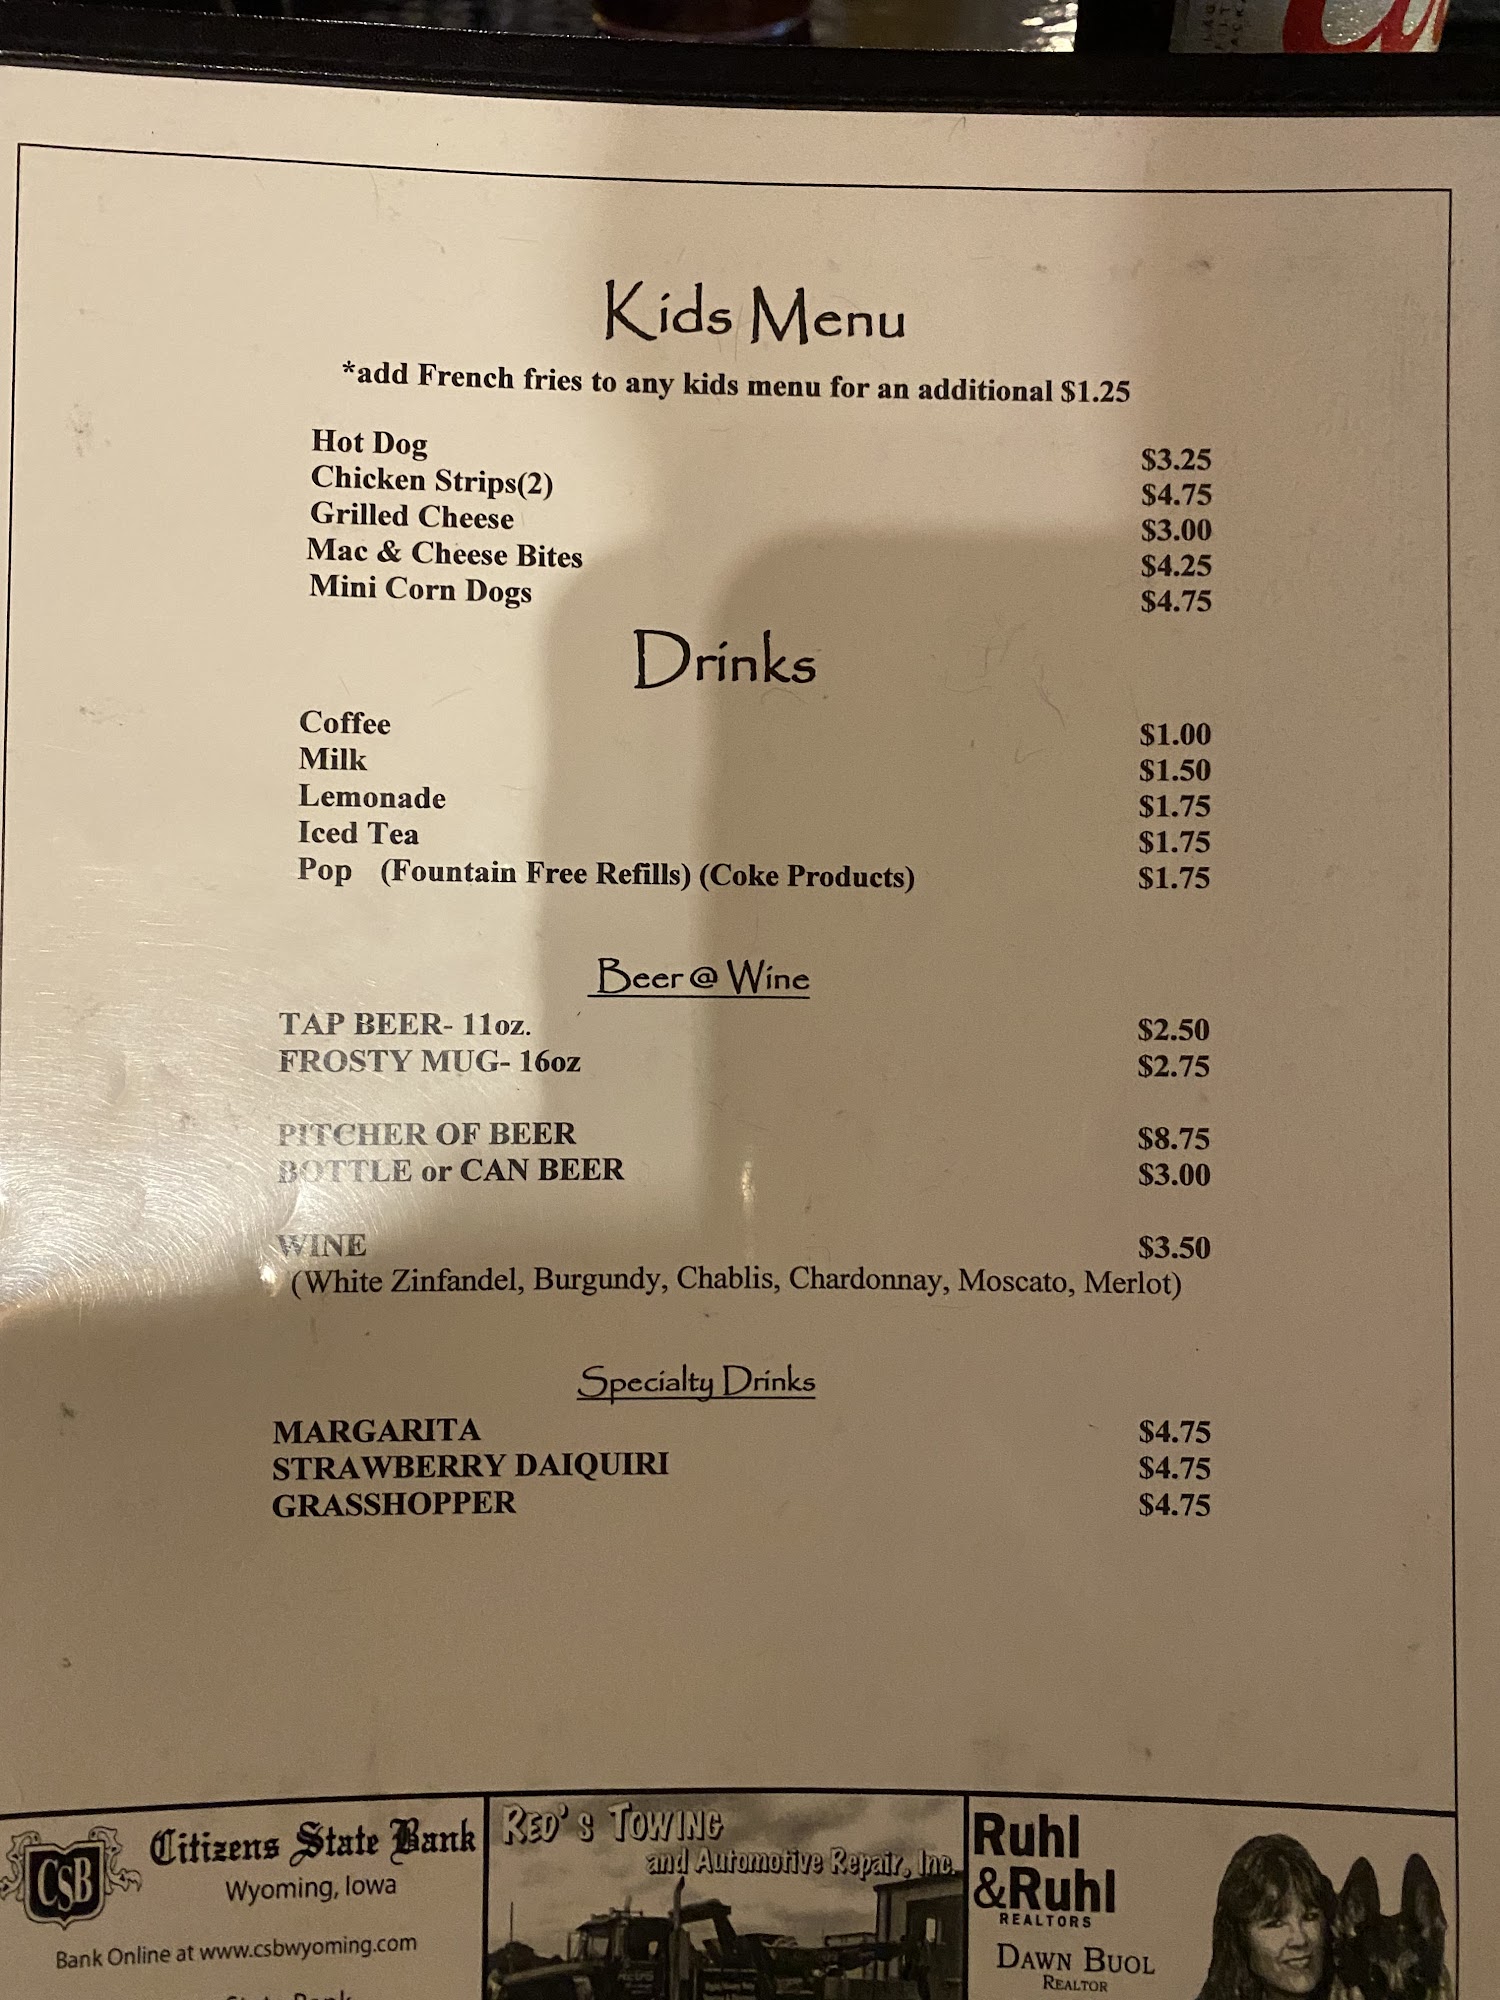 Kids Menu
*add French fries to any kids menu for an additional $1.25
Hot Dog $3.25
Chicken Strips(2) $4.75
Grilled Cheese $3.00
Mac & Cheese Bites $4.25
Mini Corn Dogs $4.75
Drinks
Coffee $1.00
Milk $1.50
Lemonade $1.75
Iced Tea $1.75
Pop (Fountain Free Refills) (Coke Products) $1.75
Beer @ Wine
TAP BEER- 11oz. $2.50
FROSTY MUG- 16oz $2.75
PITCHER OF BEER $8.75
BOTTLE or CAN BEER $3.00
WINE $3.50
(White Zinfandel, Burgundy, Chablis, Chardonnay, Moscato, Merlot)
Specialty Drinks
MARGARITA $4.75
STRAWBERRY DAIQUIRI $4.75
GRASSHOPPER $4.75
CSB
Citizens State Bank
Wyoming, Iowa
Bank Online at www.csbwyoming.com
State Bank
RED'S TOWING
and Automotive Repair, Inc.
Ruhl
&Ruhl
REALTORS
DAWN BUOL
REALTOR